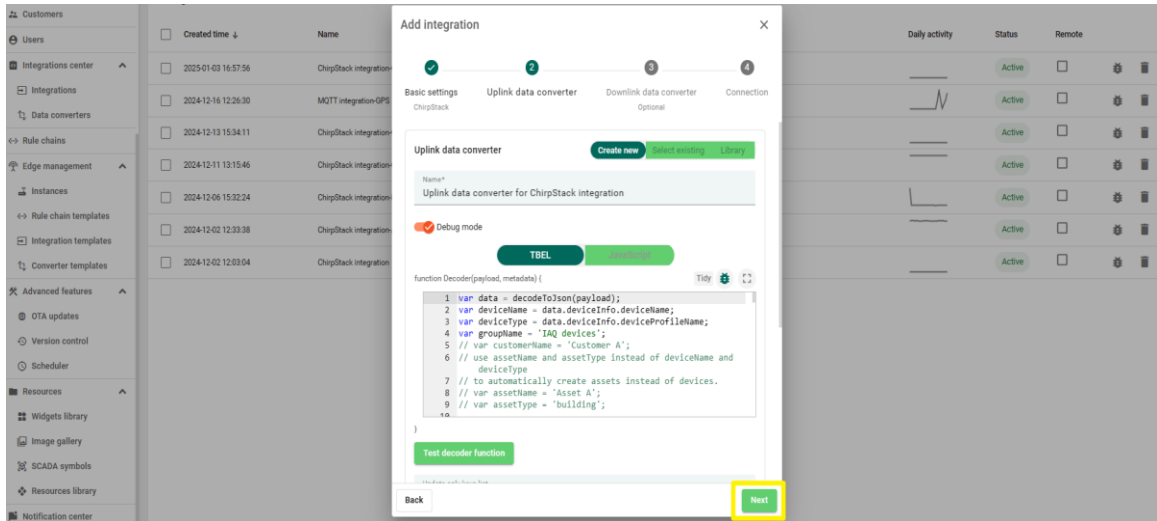 Customers
Users
Integrations center
Integrations
Data converters
Rule chains
Edge management
Instances
Rule chain templates
Integration templates
Converter templates
Advanced features
OTA updates
Version control
Scheduler
Resources
Widgets library
Image gallery
SCADA symbols
Resources library
Notification center
Created time ↓ Name Daily activity Status Remote
2025-01-03 16:57:56 ChirpStack integration- Active
2024-12-16 12:26:30 MQTT integration-GPS Active
2024-12-13 15:34:11 ChirpStack integration- Active
2024-12-11 13:15:46 ChirpStack integration- Active
2024-12-06 15:32:24 ChirpStack integration- Active
2024-12-02 12:33:38 ChirpStack integration- Active
2024-12-02 12:03:04 ChirpStack integration Active
Add integration
2 3 4
Basic settings Uplink data converter Downlink data converter Connection
ChirpStack Optional
Uplink data converter Create new Select existing Library
Name*
Uplink data converter for ChirpStack integration
Debug mode
TBEL JavaScript
function Decoder(payload, metadata) { Tidy
1 var data = decodeToJson(payload);
2 var deviceName = data.deviceInfo.deviceName;
3 var deviceType = data.deviceInfo.deviceProfileName;
4 var groupName = 'IAQ devices';
5 // var customerName = 'Customer A';
6 // use assetName and assetType instead of deviceName and
deviceType
7 // to automatically create assets instead of devices.
8 // var assetName = 'Asset A';
9 // var assetType = 'building';
10
}
Test decoder function
Back Next